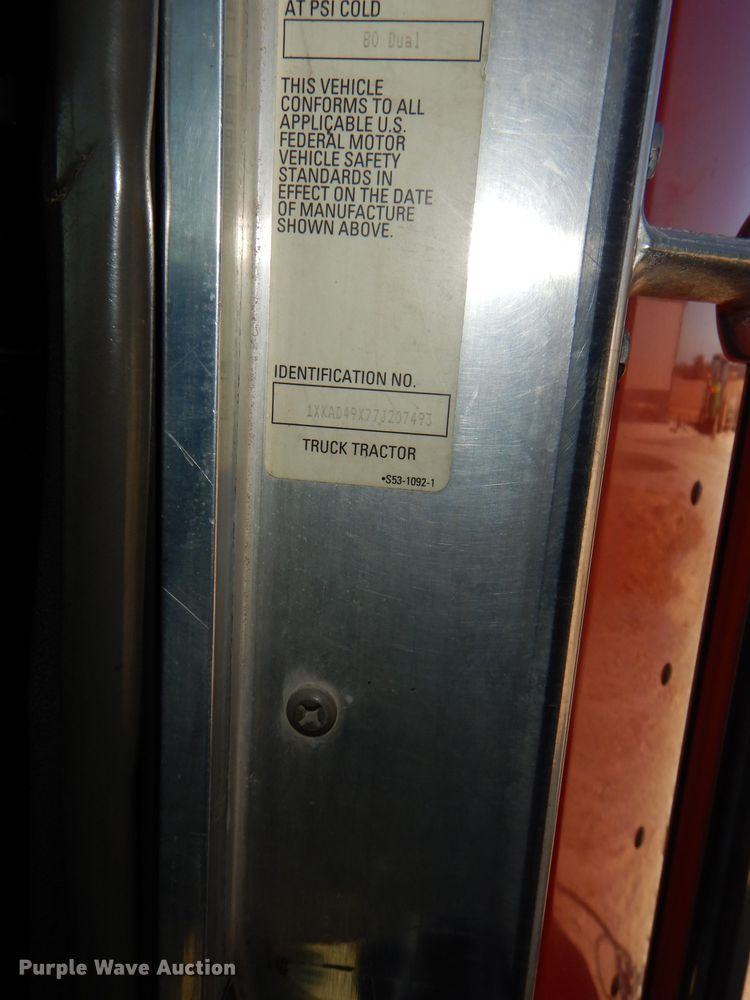 AT PSI COLD
80 Dual
THIS VEHICLE
CONFORMS TO ALL
APPLICABLE U.S.
FEDERAL MOTOR
VEHICLE SAFETY
STANDARDS IN
EFFECT ON THE DATE
OF MANUFACTURE
SHOWN ABOVE.
IDENTIFICATION NO.
1XKAD49X77J207493
TRUCK TRACTOR
•S53-1092-1
Purple Wave Auction